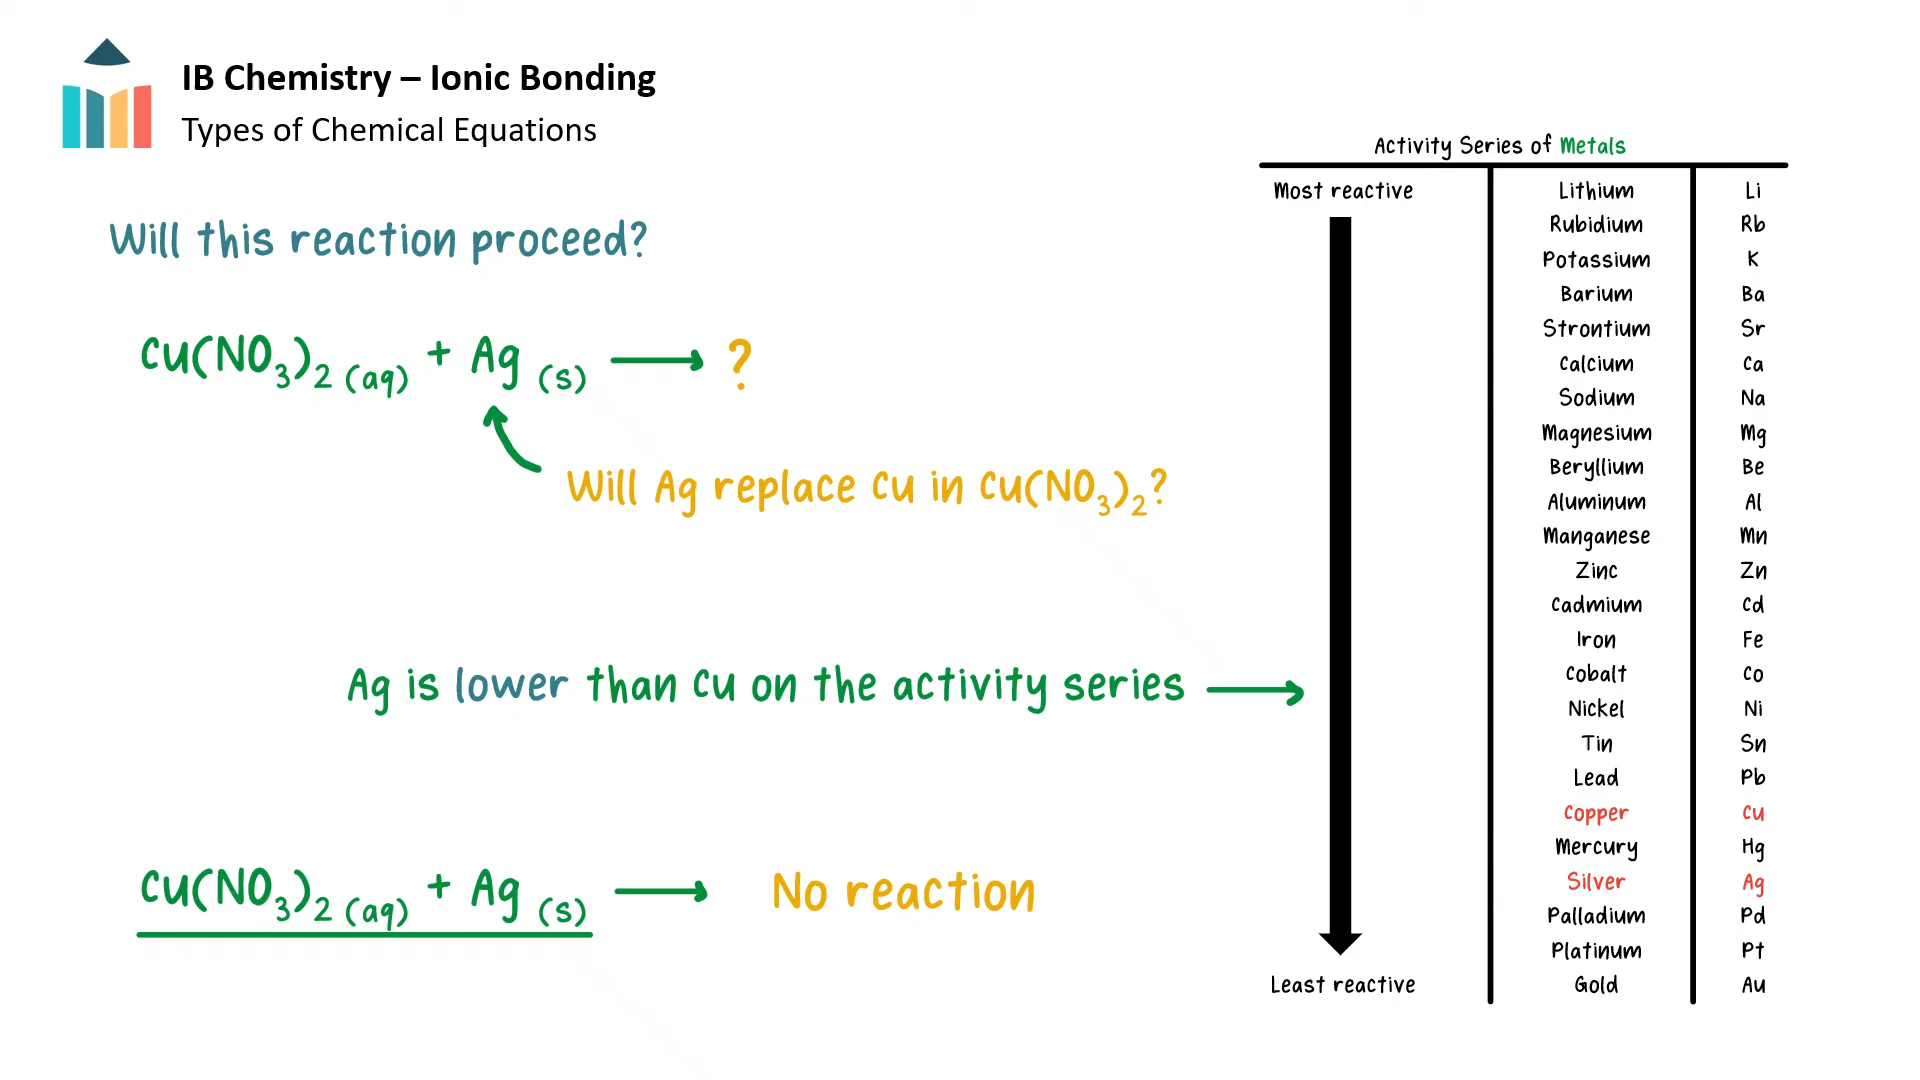 IB Chemistry – Ionic Bonding
Types of Chemical Equations
Will this reaction proceed?
Cu(NO₃)₂ (aq) + Ag (s) ⟶ ?
Will Ag replace Cu in Cu(NO₃)₂?
Ag is lower than Cu on the activity series ⟶
Cu(NO₃)₂ (aq) + Ag (s) ⟶ No reaction
Activity Series of Metals
Most reactive
Lithium Li
Rubidium Rb
Potassium K
Barium Ba
Strontium Sr
Calcium Ca
Sodium Na
Magnesium Mg
Beryllium Be
Aluminum Al
Manganese Mn
Zinc Zn
Cadmium Cd
Iron Fe
Cobalt Co
Nickel Ni
Tin Sn
Lead Pb
Copper Cu
Mercury Hg
Silver Ag
Palladium Pd
Platinum Pt
Least reactive Gold Au